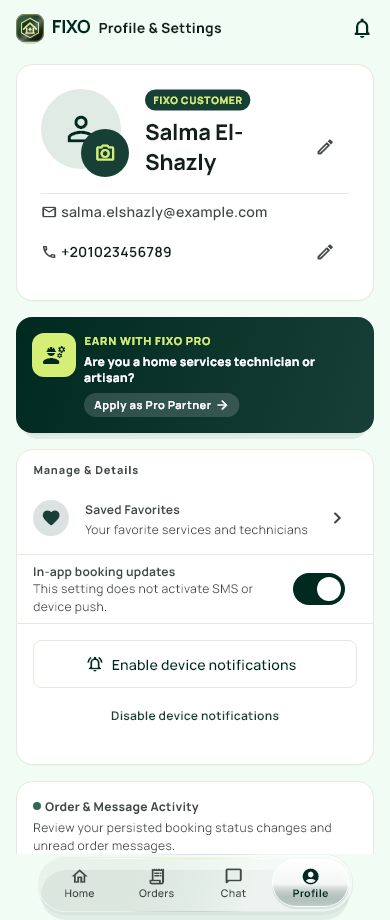 FIXO Profile & Settings
FIXO CUSTOMER
Salma El-
Shazly
salma.elshazly@example.com
+201023456789
EARN WITH FIXO PRO
Are you a home services technician or
artisan?
Apply as Pro Partner →
Manage & Details
Saved Favorites
Your favorite services and technicians
In-app booking updates
This setting does not activate SMS or
device push.
Enable device notifications
Disable device notifications
Order & Message Activity
Review your persisted booking status changes and
unread order messages.
Home Orders Chat Profile